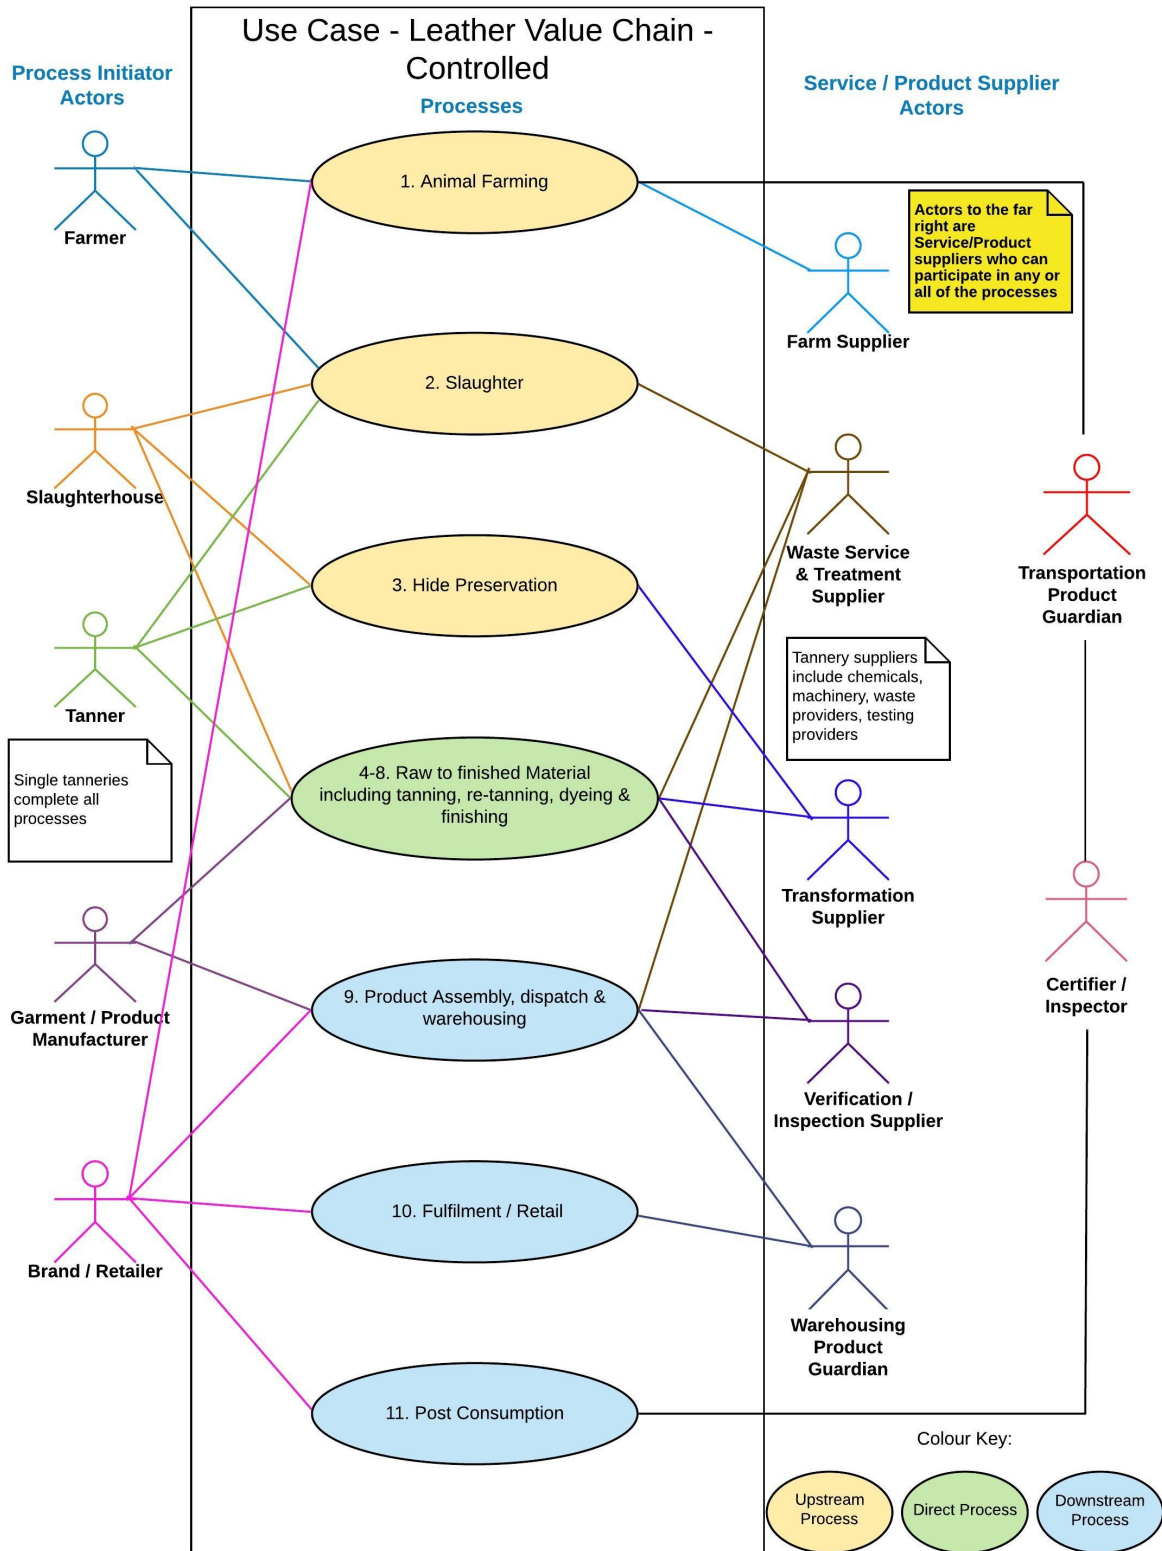 Use Case - Leather Value Chain -
Controlled
Process Initiator
Actors
Processes
Service / Product Supplier
Actors
Farmer
1. Animal Farming
Actors to the far
right are
Service/Product
suppliers who can
participate in any or
all of the processes
Farm Supplier
2. Slaughter
Slaughterhouse
Waste Service
& Treatment
Supplier
Transportation
Product
Guardian
3. Hide Preservation
Tanner
Tannery suppliers
include chemicals,
machinery, waste
providers, testing
providers
Single tanneries
complete all
processes
4-8. Raw to finished Material
including tanning, re-tanning, dyeing &
finishing
Transformation
Supplier
Certifier /
Inspector
Garment / Product
Manufacturer
9. Product Assembly, dispatch &
warehousing
Verification /
Inspection Supplier
Brand / Retailer
10. Fulfilment / Retail
Warehousing
Product
Guardian
11. Post Consumption
Colour Key:
Upstream
Process
Direct Process
Downstream
Process